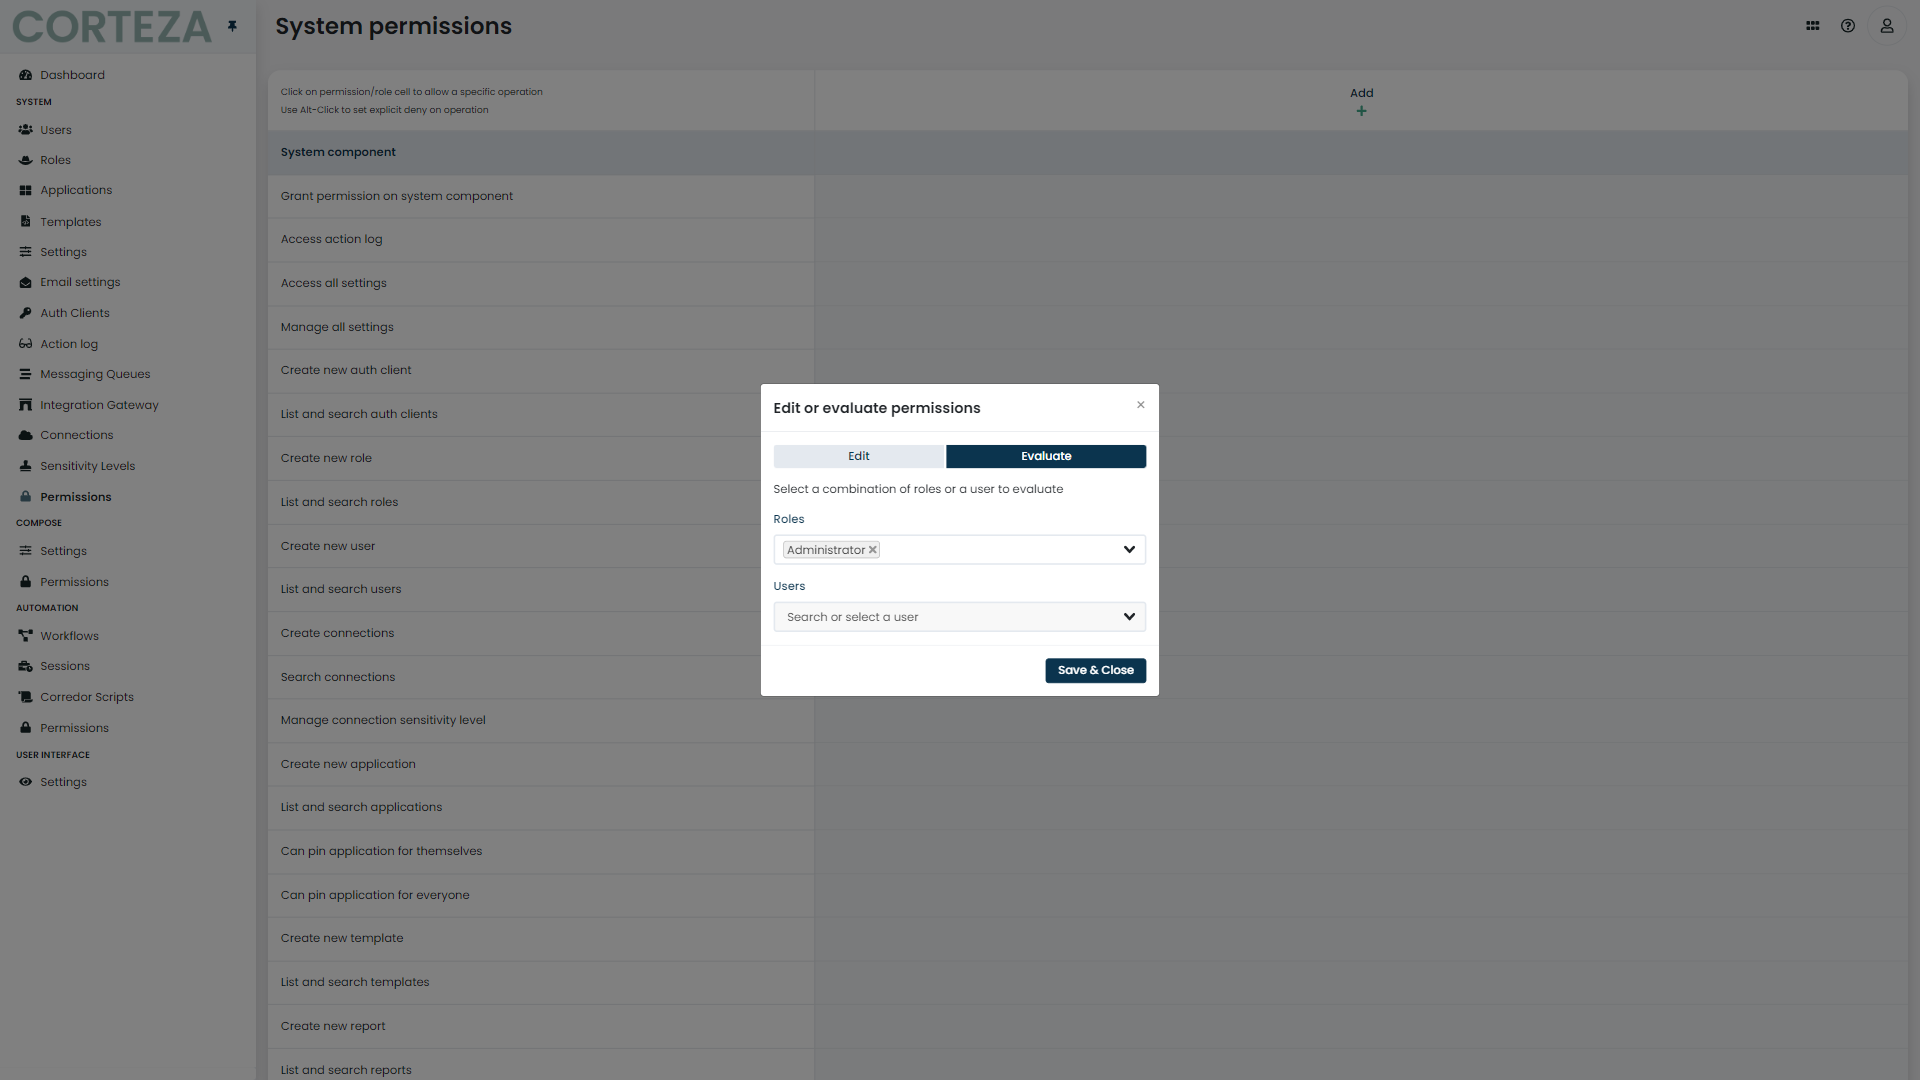 CORTEZA
System permissions
Dashboard
SYSTEM
Users
Roles
Applications
Templates
Settings
Email settings
Auth Clients
Action log
Messaging Queues
Integration Gateway
Connections
Sensitivity Levels
Permissions
COMPOSE
Settings
Permissions
AUTOMATION
Workflows
Sessions
Corredor Scripts
Permissions
USER INTERFACE
Settings
Click on permission/role cell to allow a specific operation
Use Alt-Click to set explicit deny on operation
Add
System component
Grant permission on system component
Access action log
Access all settings
Manage all settings
Create new auth client
List and search auth clients
Create new role
List and search roles
Create new user
List and search users
Create connections
Search connections
Manage connection sensitivity level
Create new application
List and search applications
Can pin application for themselves
Can pin application for everyone
Create new template
List and search templates
Create new report
List and search reports
Edit or evaluate permissions
×
Edit
Evaluate
Select a combination of roles or a user to evaluate
Roles
Administrator
Users
Search or select a user
Save & Close